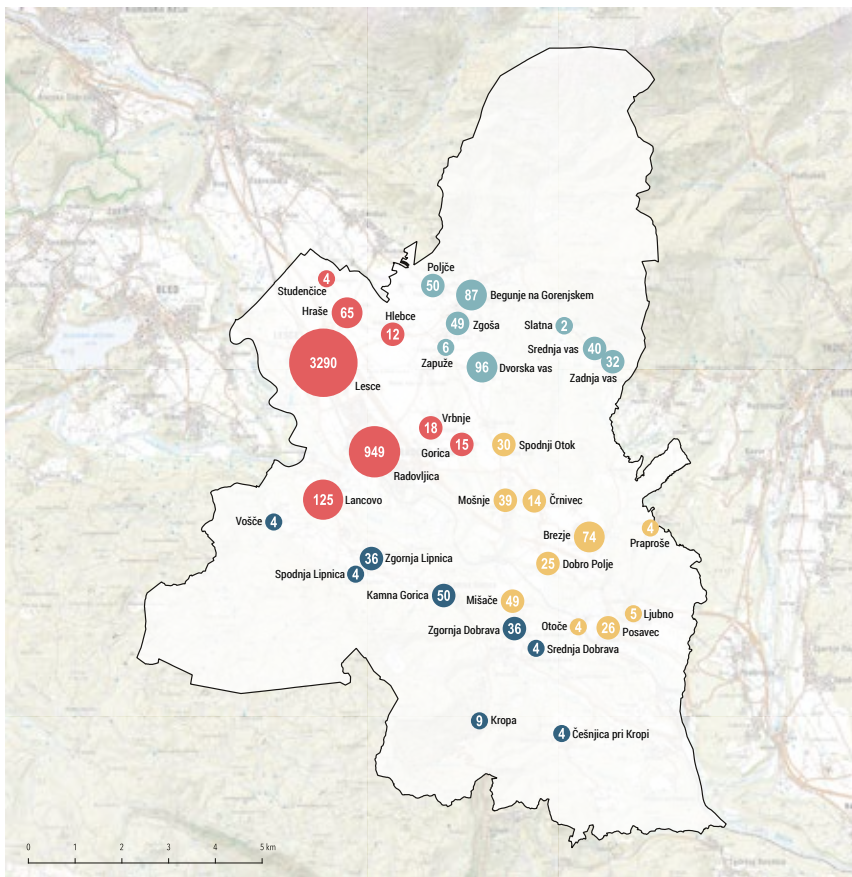 BLED
4
Studenčice
Poljče
50
87
Begunje na Gorenjskem
Hraše
65
Hlebce
12
49
Zgoša
Slatna
2
6
Zapuže
Srednja vas
40
32
Zadnja vas
3290
Lesce
96
Dvorska vas
Vrbnje
18
Gorica
15
30
Spodnji Otok
949
Radovljica
125
Lancovo
Mošnje
39
14
Črnivec
Vošče
4
Brezje
74
4
Praproše
36
Zgornja Lipnica
Spodnja Lipnica
4
25
Dobro Polje
Kamna Gorica
50
Mišače
49
5
Ljubno
Zgornja Dobrava
36
Otoče
4
26
Posavec
4
Srednja Dobrava
9
Kropa
4
Češnjica pri Kropi
0 1 2 3 4 5 km